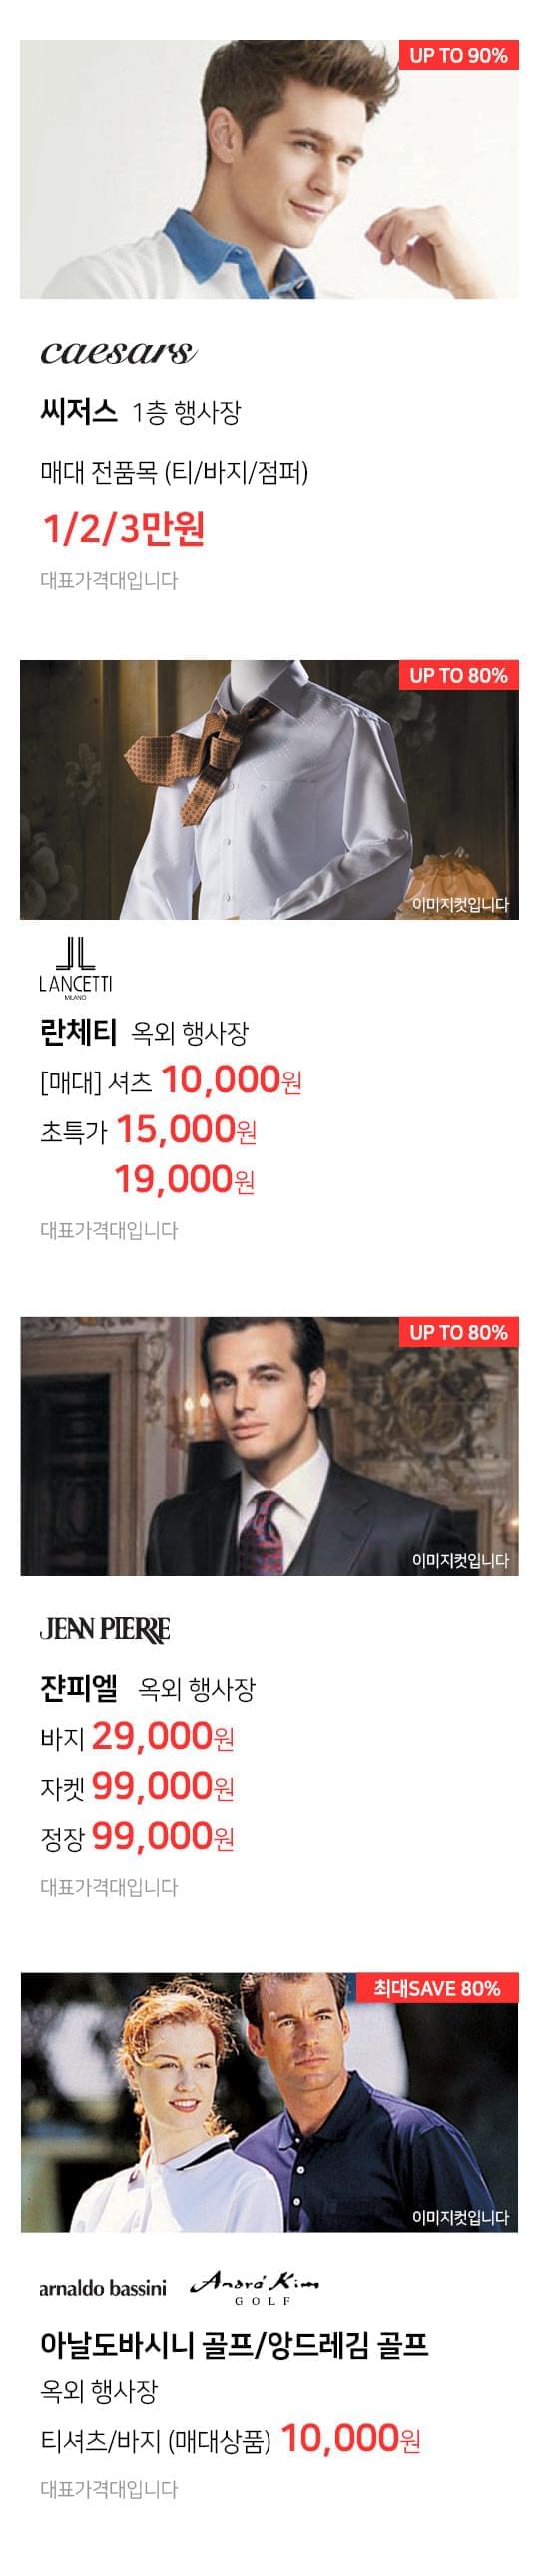 UP TO 90%
caesars
씨저스 1층 행사장
매대 전품목 (티/바지/점퍼)
1/2/3만원
대표가격대입니다
UP TO 80%
이미지컷입니다
LANCETTI
MILANO
란체티 옥외 행사장
[매대] 셔츠 10,000원
초특가 15,000원
19,000원
대표가격대입니다
UP TO 80%
이미지컷입니다
JEAN PIERRE
쟌피엘 옥외 행사장
바지 29,000원
자켓 99,000원
정장 99,000원
대표가격대입니다
최대SAVE 80%
이미지컷입니다
arnaldo bassini André Kim
GOLF
아날도바시니 골프/앙드레김 골프
옥외 행사장
티셔츠/바지 (매대상품) 10,000원
대표가격대입니다